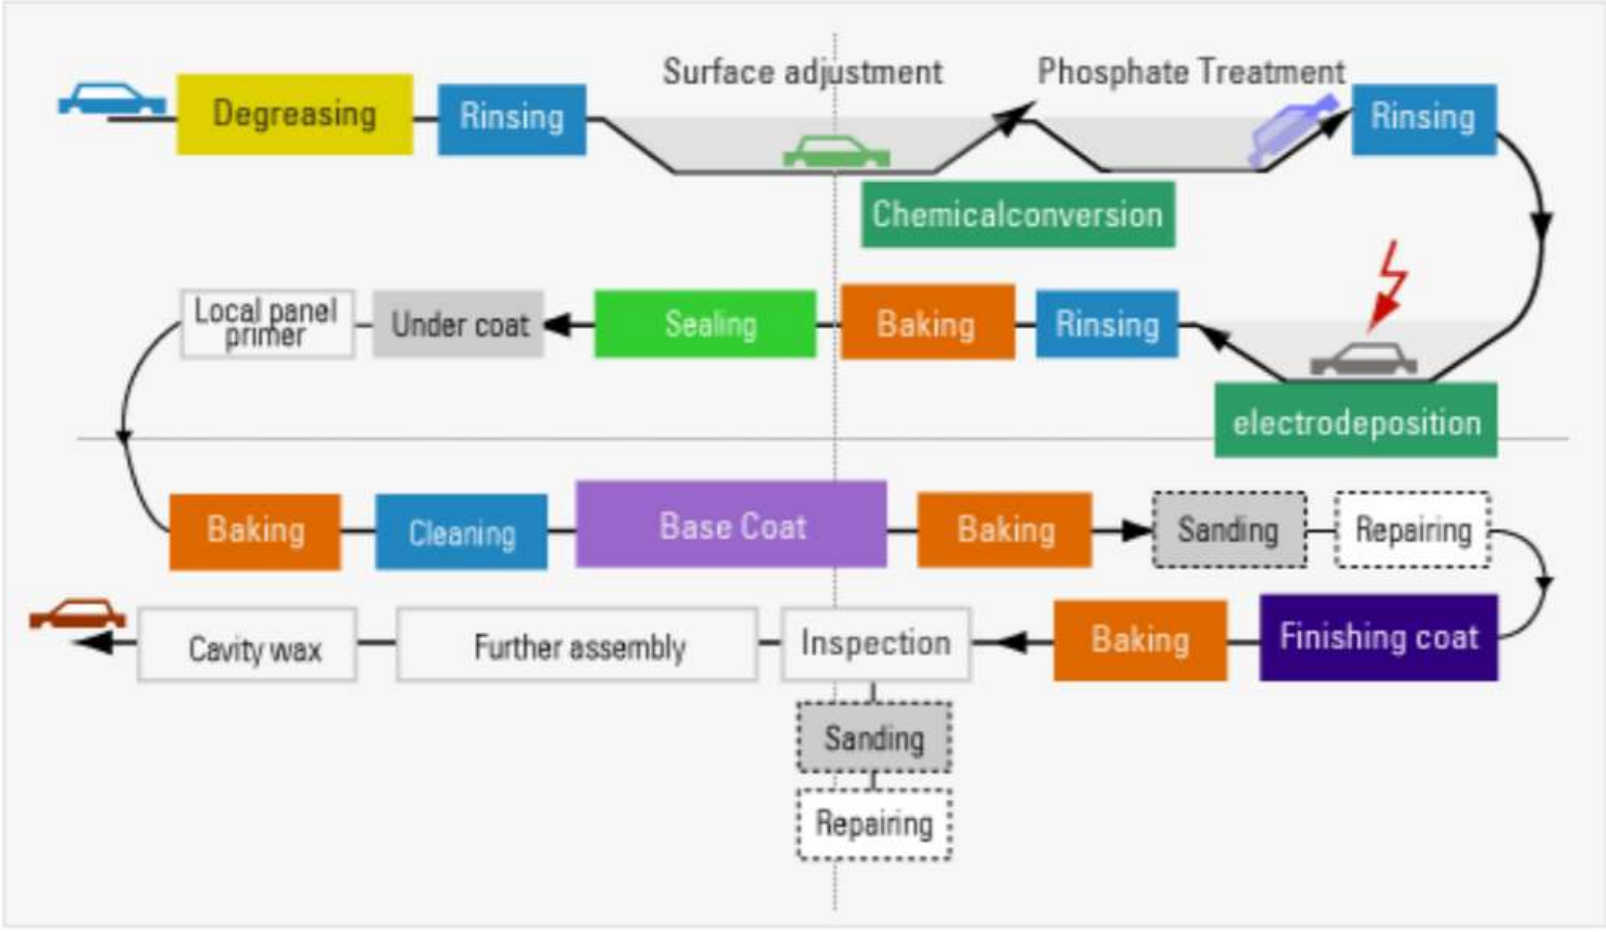 Surface adjustment
Phosphate Treatment
Degreasing
Rinsing
Rinsing
Chemicalconversion
Local panel
primer
Under coat
Sealing
Baking
Rinsing
electrodeposition
Baking
Cleaning
Base Coat
Baking
Sanding
Repairing
Cavity wax
Further assembly
Inspection
Baking
Finishing coat
Sanding
Repairing